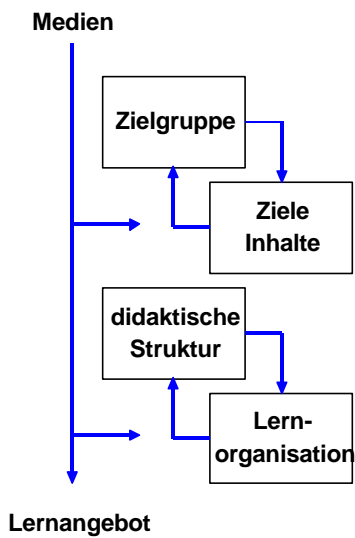 Medien
Zielgruppe
Ziele
Inhalte
didaktische
Struktur
Lern-
organisation
Lernangebot